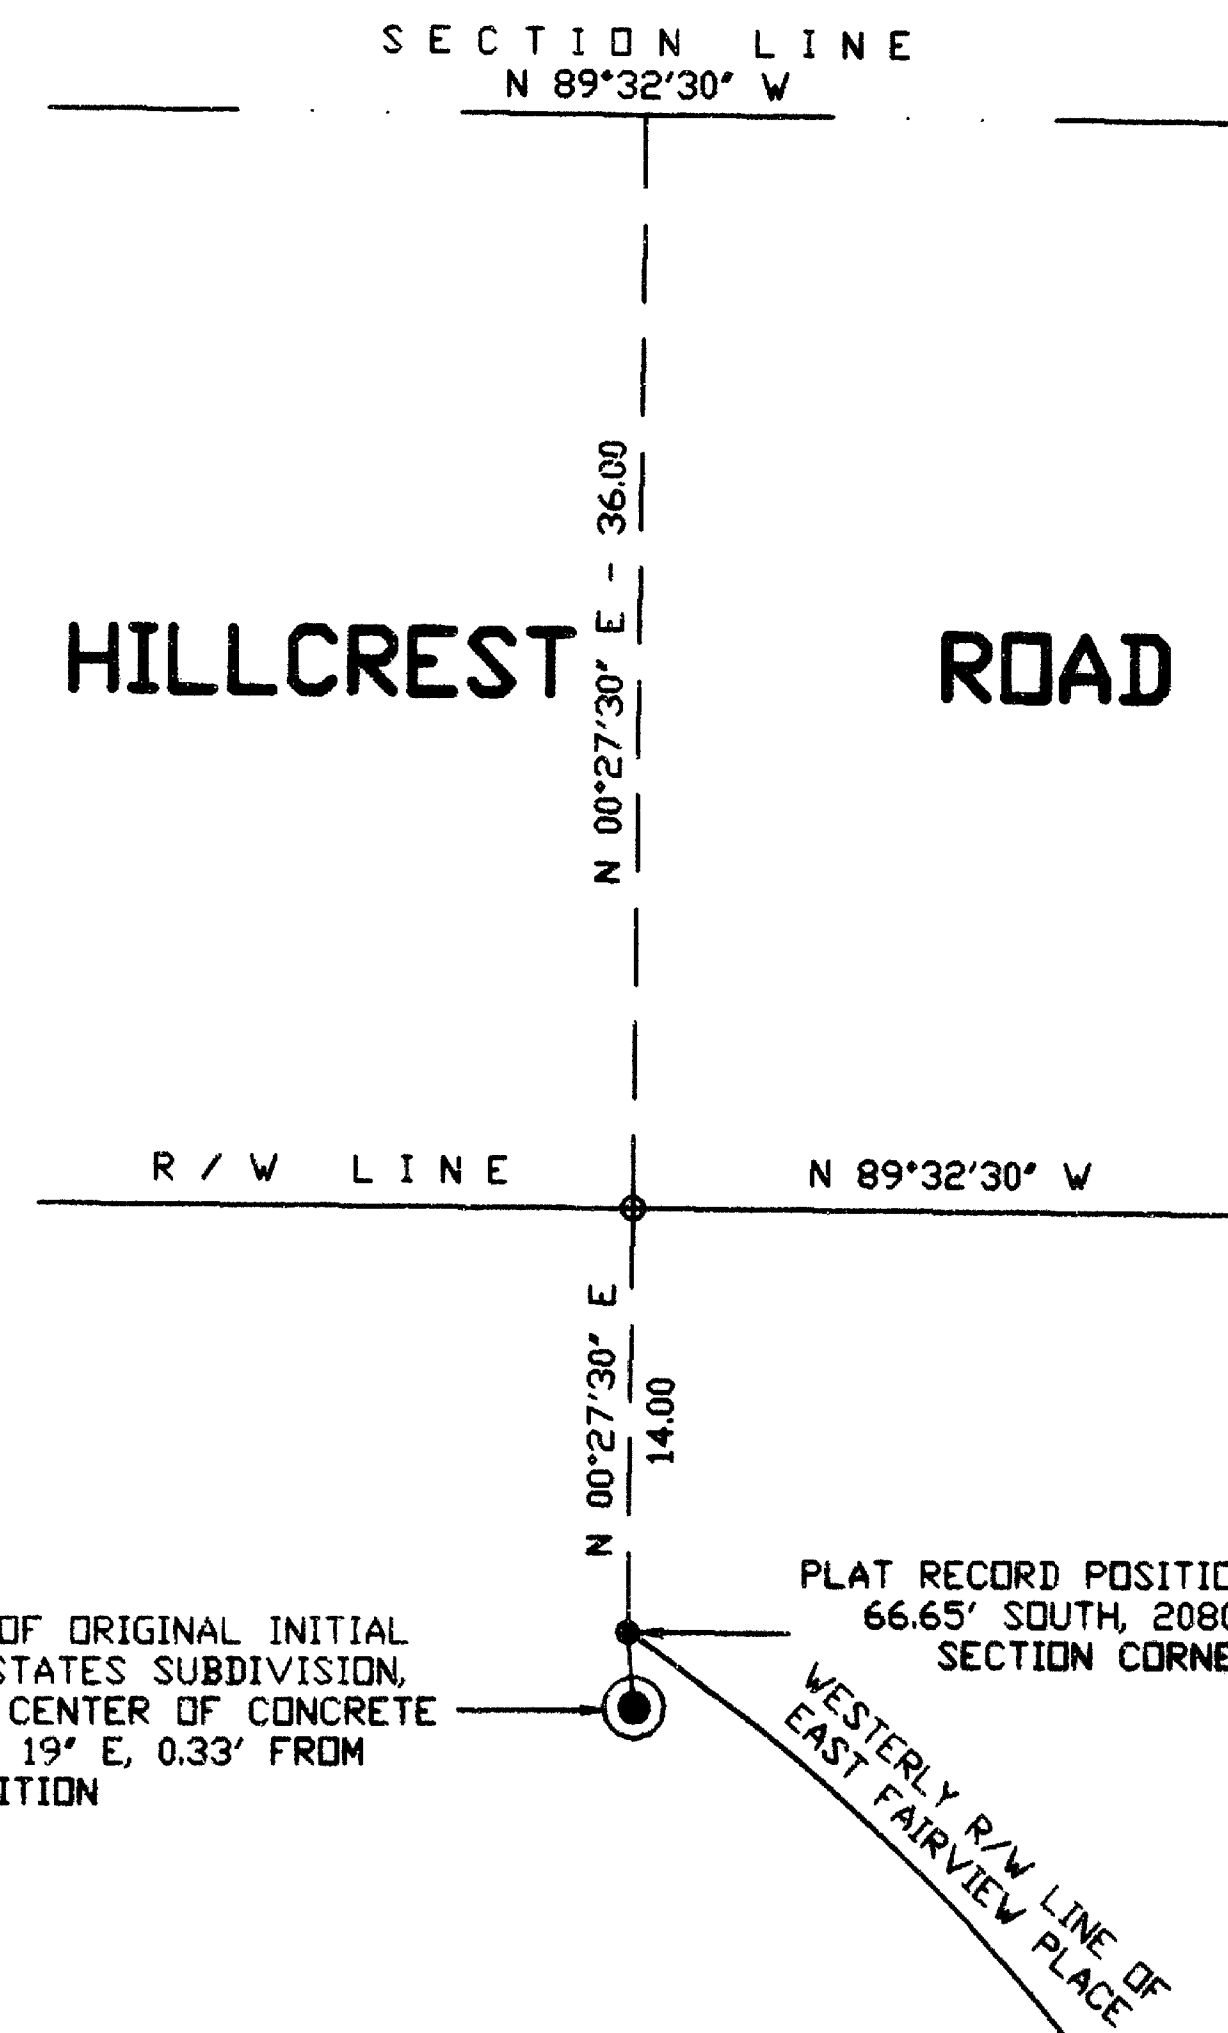 SECTION LINE
N 89°32'30" W
N 00°27'30" E - 36.00
HILLCREST ROAD
R/W LINE
N 89°32'30" W
N 00°27'30" E
14.00
PLAT RECORD POSITIO
66.65' SOUTH, 2080
SECTION CORNE
OF ORIGINAL INITIAL
STATES SUBDIVISION,
CENTER OF CONCRETE
19" E, 0.33' FROM
ITION
WESTERLY R/W LINE OF
EAST FAIRVIEW PLACE